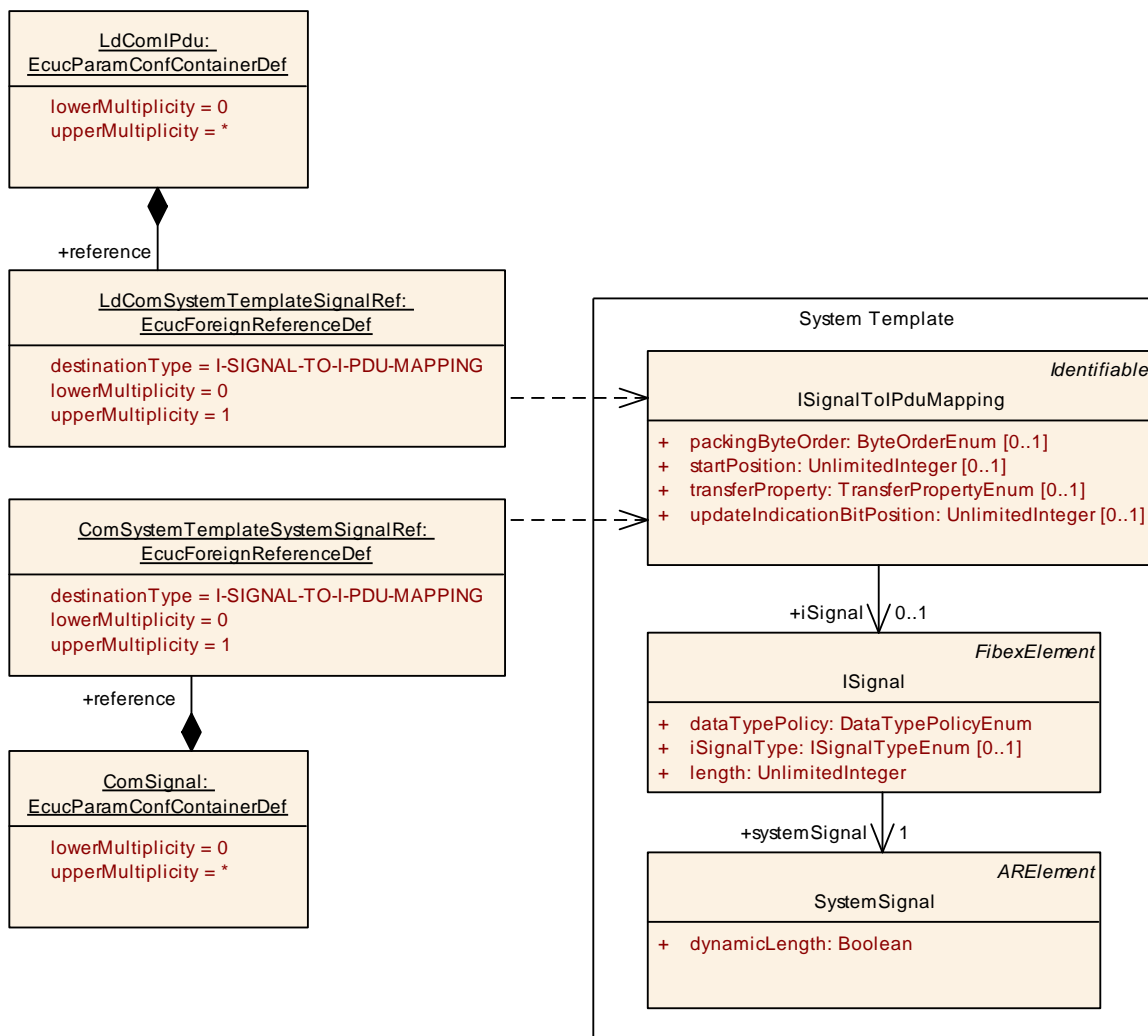 LdComIPdu:
EcucParamConfContainerDef
lowerMultiplicity = 0
upperMultiplicity = *
+reference
LdComSystemTemplateSignalRef:
EcucForeignReferenceDef
destinationType = I-SIGNAL-TO-I-PDU-MAPPING
lowerMultiplicity = 0
upperMultiplicity = 1
ComSystemTemplateSystemSignalRef:
EcucForeignReferenceDef
destinationType = I-SIGNAL-TO-I-PDU-MAPPING
lowerMultiplicity = 0
upperMultiplicity = 1
+reference
ComSignal:
EcucParamConfContainerDef
lowerMultiplicity = 0
upperMultiplicity = *
System Template
Identifiable
ISignalToIPduMapping
+ packingByteOrder: ByteOrderEnum [0..1]
+ startPosition: UnlimitedInteger [0..1]
+ transferProperty: TransferPropertyEnum [0..1]
+ updateIndicationBitPosition: UnlimitedInteger [0..1]
+iSignal 0..1
FibexElement
ISignal
+ dataTypePolicy: DataTypePolicyEnum
+ iSignalType: ISignalTypeEnum [0..1]
+ length: UnlimitedInteger
+systemSignal 1
ARElement
SystemSignal
+ dynamicLength: Boolean